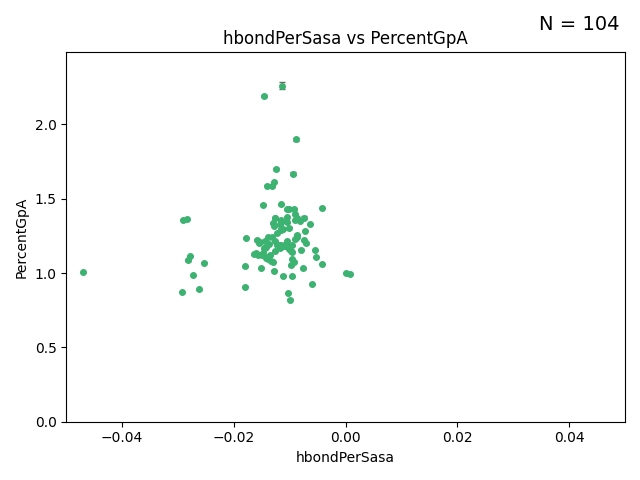 N = 104
hbondPerSasa vs PercentGpA
2.0
1.5
1.0
0.5
0.0
PercentGpA
−0.04 −0.02 0.00 0.02 0.04
hbondPerSasa